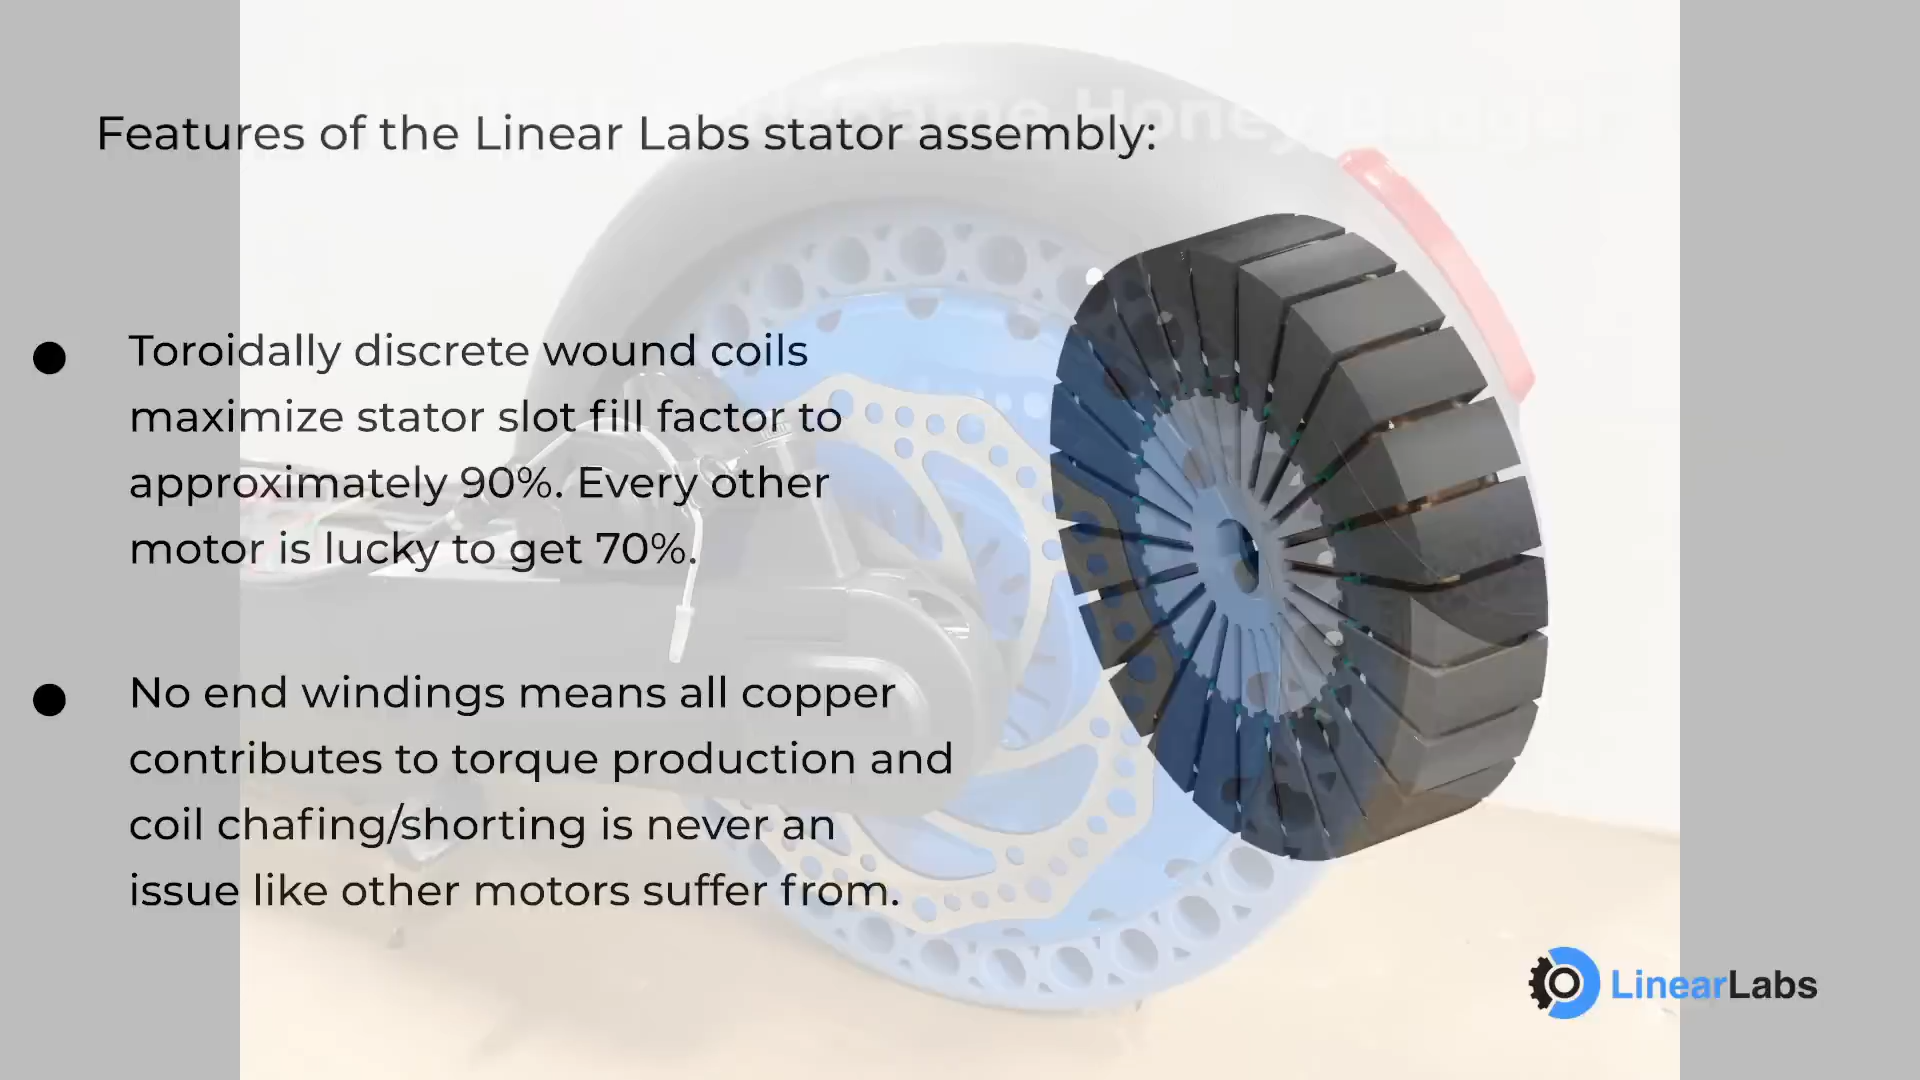 Features of the Linear Labs stator assembly:
Toroidally discrete wound coils
maximize stator slot fill factor to
approximately 90%. Every other
motor is lucky to get 70%.
No end windings means all copper
contributes to torque production and
coil chafing/shorting is never an
issue like other motors suffer from.
LinearLabs